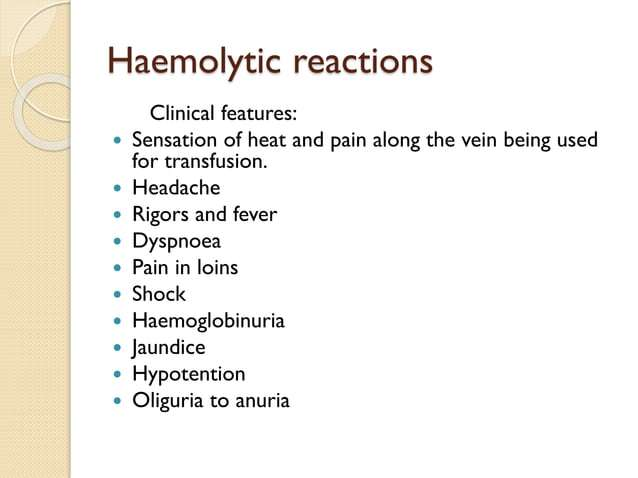 Haemolytic reactions
Clinical features:
• Sensation of heat and pain along the vein being used
for transfusion.
• Headache
• Rigors and fever
• Dyspnoea
• Pain in loins
• Shock
• Haemoglobinuria
• Jaundice
• Hypotention
• Oliguria to anuria